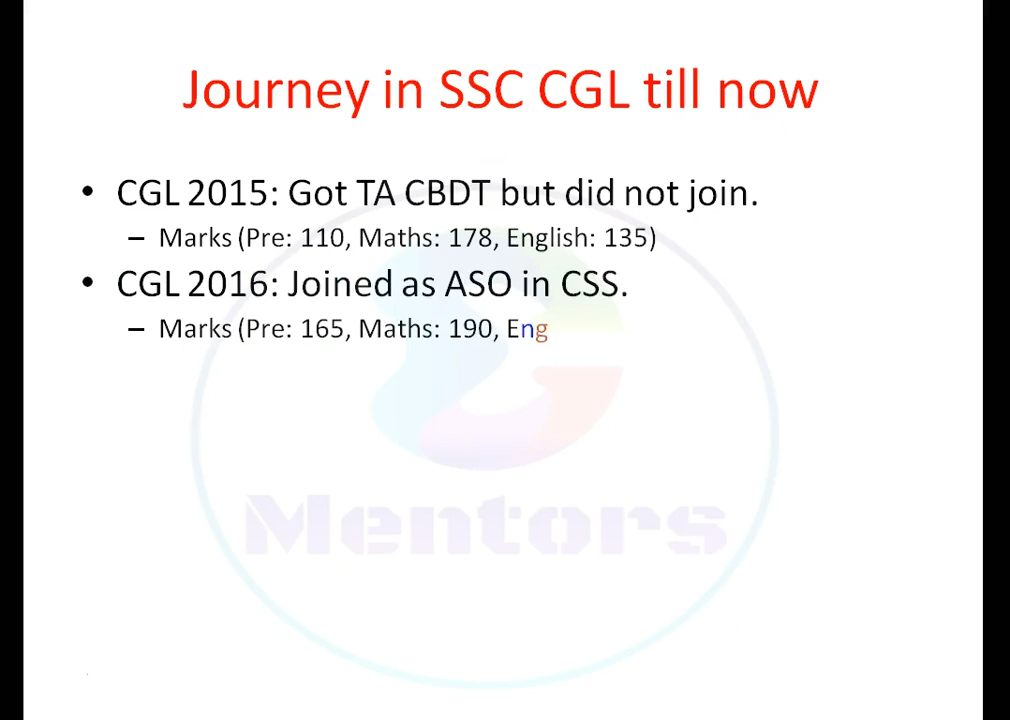 Journey in SSC CGL till now
• CGL 2015: Got TA CBDT but did not join.
– Marks (Pre: 110, Maths: 178, English: 135)
• CGL 2016: Joined as ASO in CSS.
– Marks (Pre: 165, Maths: 190, Eng
Mentors